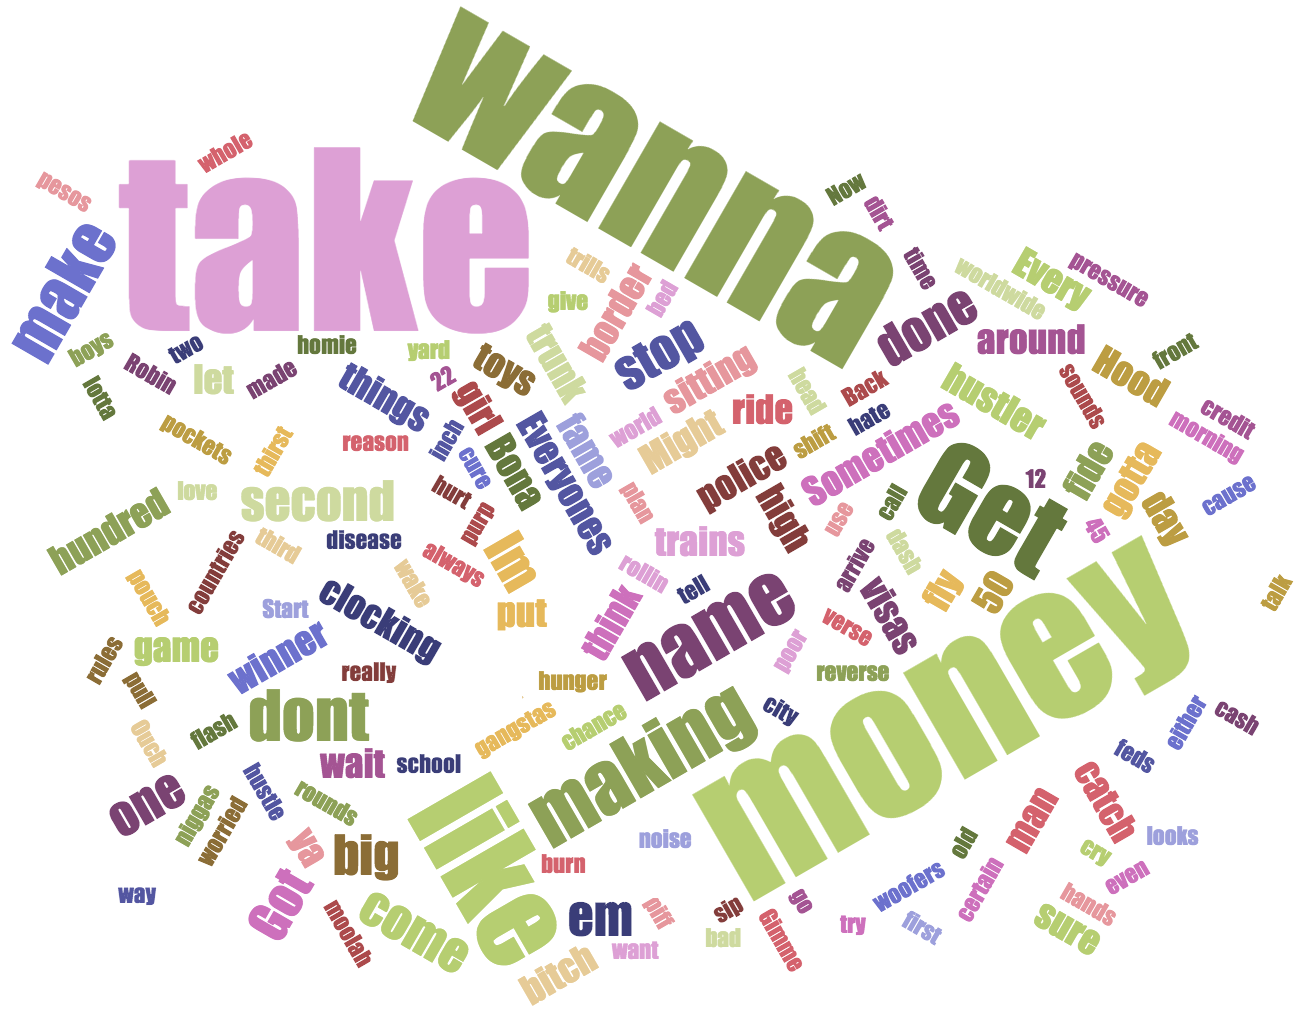 wanna
take
whole
pesos
make
Now
dirt
time
trills
border
bed
give
worldwide
Every
pressure
done
around
boys
Robin
two
homie
yard
toys
trunk
stop
sitting
let
made
22
things
girl
head
Back
hate
hustler
Hood
front
sounds
credit
morning
lotta
pockets
thirst
reason
inch
cure
Bona
Everyones
fame
world
Might
ride
shift
Sometimes
police
Get
12
fide
gotta
day
45
cause
hundred
love
second
hurt
purp
plan
high
use
call
dash
countries
third
disease
always
Im
trains
rollin
tell
arrive
visas
fly
50
talk
pouch
wake
Start
clocking
put
think
name
verse
poor
reverse
money
rules
game
winner
really
hunger
pull
Ouch
flash
dont
gangstas
chance
making
city
either
cash
wait
school
feds
one
niggas
worried
hustle
rounds
ya
big
like
burn
noise
man
catch
looks
way
Got
moolah
come
em
piff
want
bitch
sip
bad
Gimme
go
try
woofers
old
first
certain
cry
even
hands
sure